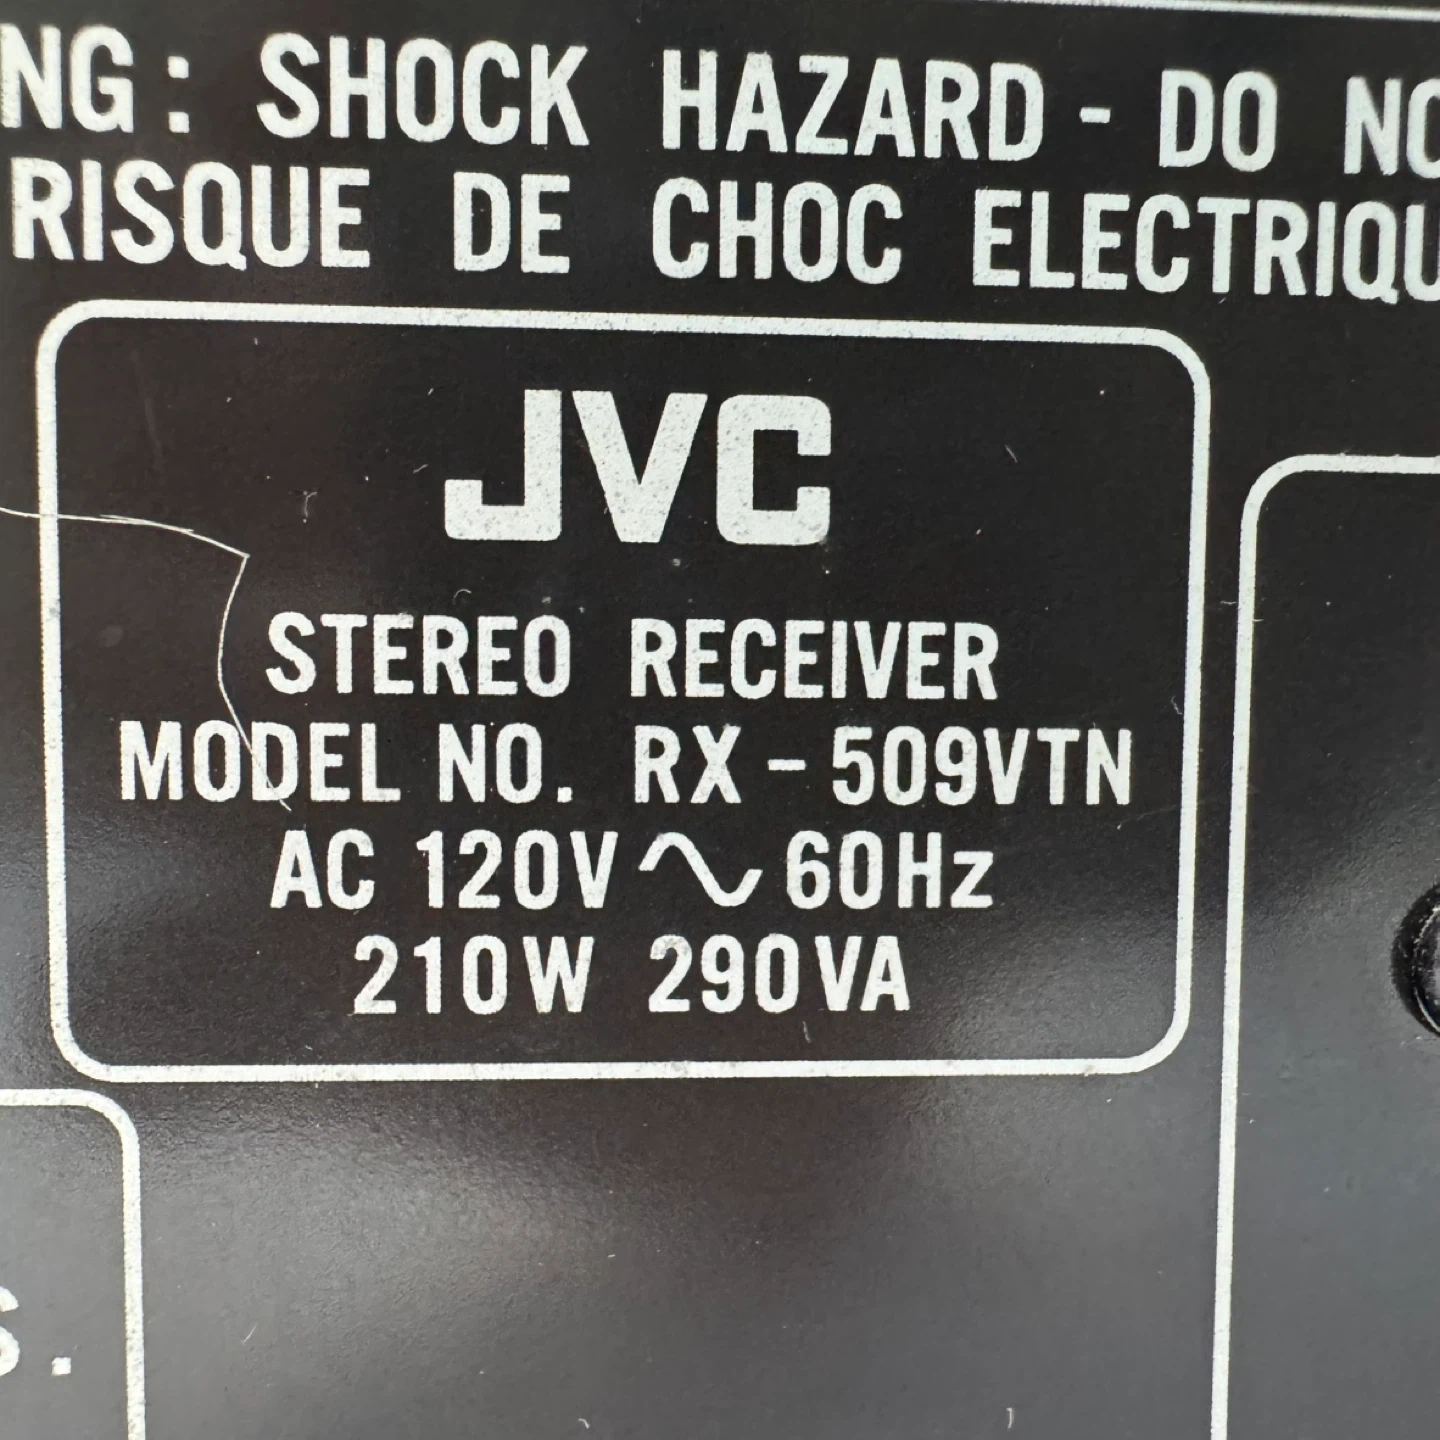 NG: SHOCK HAZARD - DO NO
RISQUE DE CHOC ELECTRIQU
JVC
STEREO RECEIVER
MODEL NO. RX-509VTN
AC 120V ∿ 60Hz
210W 290VA
S.